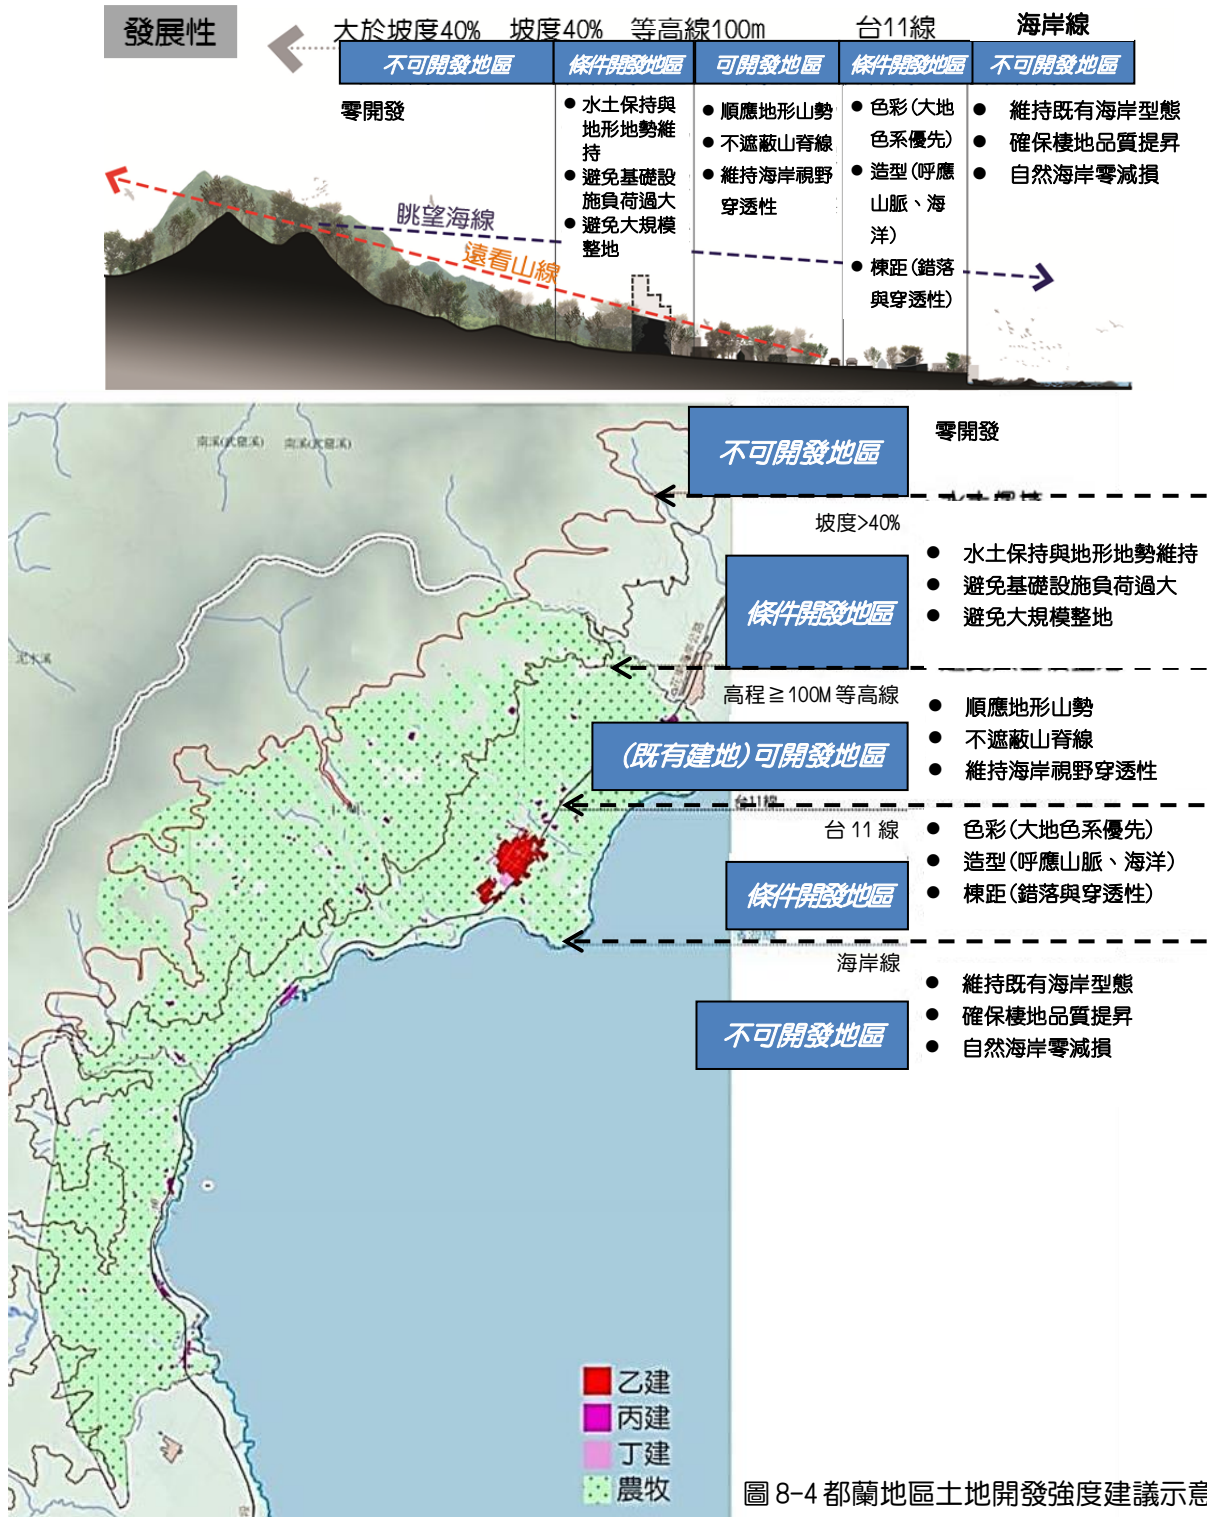 發展性
大於坡度40% 坡度40% 等高線100m 台11線 海岸線
不可開發地區 條件開發地區 可開發地區 條件開發地區 不可開發地區
零開發
● 水土保持與
地形地勢維
持
● 避免基礎設
施負荷過大
● 避免大規模
整地
● 順應地形山勢
● 不遮蔽山脊線
● 維持海岸視野
穿透性
● 色彩(大地
色系優先)
● 造型(呼應
山脈、海
洋)
● 棟距(錯落
與穿透性)
● 維持既有海岸型態
● 確保棲地品質提昇
● 自然海岸零減損
眺望海線
遠看山線
不可開發地區
零開發
坡度>40%
條件開發地區
● 水土保持與地形地勢維持
● 避免基礎設施負荷過大
● 避免大規模整地
高程≧100M 等高線
(既有建地)可開發地區
● 順應地形山勢
● 不遮蔽山脊線
● 維持海岸視野穿透性
台11線
台 11 線
條件開發地區
● 色彩(大地色系優先)
● 造型(呼應山脈、海洋)
● 棟距(錯落與穿透性)
海岸線
不可開發地區
● 維持既有海岸型態
● 確保棲地品質提昇
● 自然海岸零減損
乙建
丙建
丁建
農牧
圖 8-4 都蘭地區土地開發強度建議示意